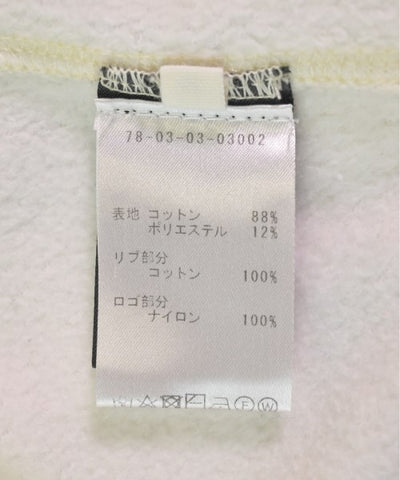 78-03-03-03002
表地 コットン 88%
ポリエステル 12%
リブ部分
コットン 100%
ロゴ部分
ナイロン 100%